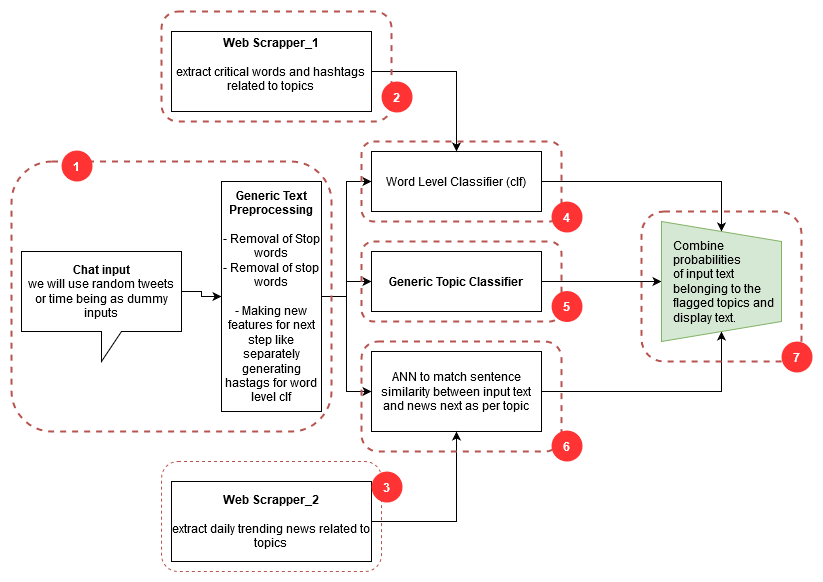 Web Scrapper_1
extract critical words and hashtags
related to topics
2
1
Chat input
we will use random tweets
or time being as dummy
inputs
Generic Text
Preprocessing
- Removal of Stop
words
- Removal of stop
words
- Making new
features for next
step like
separately
generating
hastags for word
level clf
Word Level Classifier (clf)
4
Generic Topic Classifier
5
ANN to match sentence
similarity between input text
and news next as per topic
6
Combine
probabilities
of input text
belonging to the
flagged topics and
display text.
7
3
Web Scrapper_2
extract daily trending news related to
topics